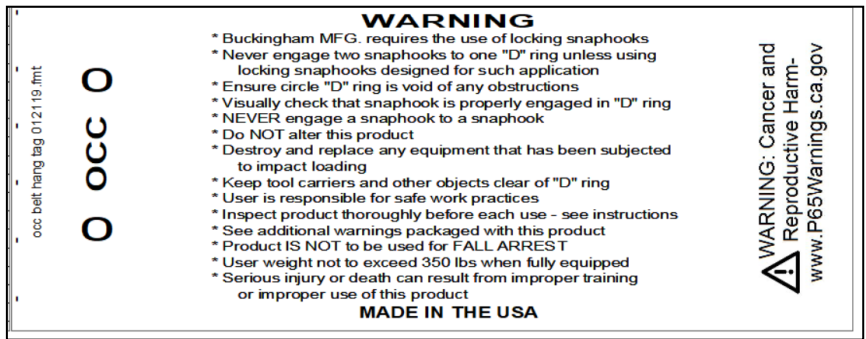 occ belt hang tag 012119.fmt
O OCC O
WARNING
* Buckingham MFG. requires the use of locking snaphooks
* Never engage two snaphooks to one "D" ring unless using
locking snaphooks designed for such application
* Ensure circle "D" ring is void of any obstructions
* Visually check that snaphook is properly engaged in "D" ring
* NEVER engage a snaphook to a snaphook
* Do NOT alter this product
* Destroy and replace any equipment that has been subjected
to impact loading
* Keep tool carriers and other objects clear of "D" ring
* User is responsible for safe work practices
* Inspect product thoroughly before each use - see instructions
* See additional warnings packaged with this product
* Product IS NOT to be used for FALL ARREST
* User weight not to exceed 350 lbs when fully equipped
* Serious injury or death can result from improper training
or improper use of this product
MADE IN THE USA
WARNING: Cancer and
Reproductive Harm-
www.P65Warnings.ca.gov